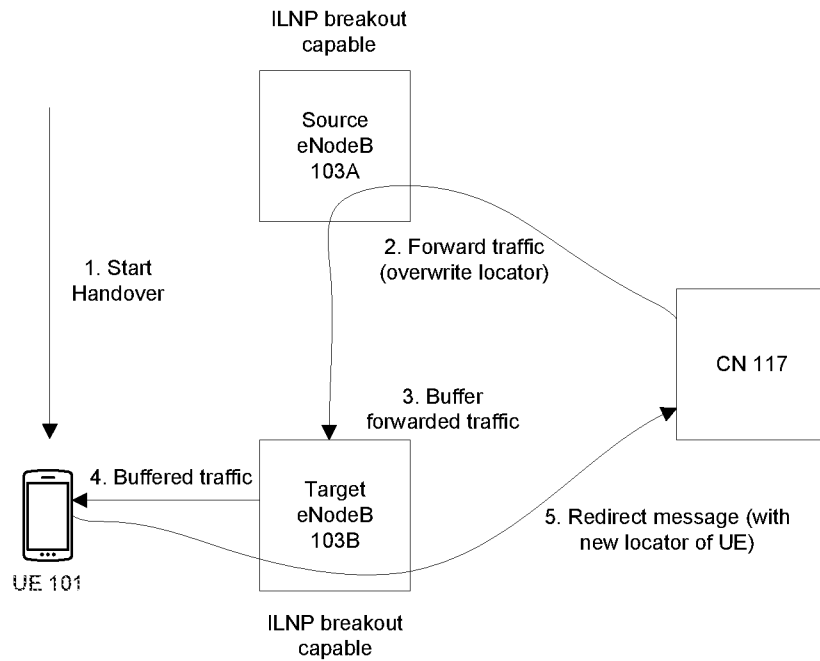 ILNP breakout
capable
Source
eNodeB
103A
2. Forward traffic
(overwrite locator)
1. Start
Handover
CN 117
3. Buffer
forwarded traffic
4. Buffered traffic
Target
eNodeB
103B
5. Redirect message (with
new locator of UE)
UE 101
ILNP breakout
capable